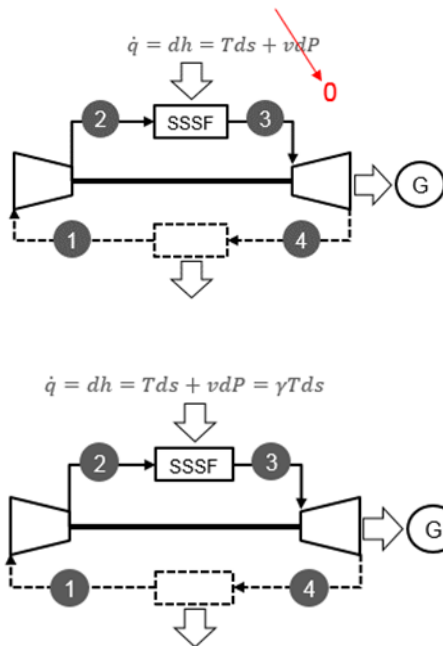 q̇ = dh = Tds + vdP
0
2
SSSF
3
G
1
4
q̇ = dh = Tds + vdP = γTds
2
SSSF
3
G
1
4